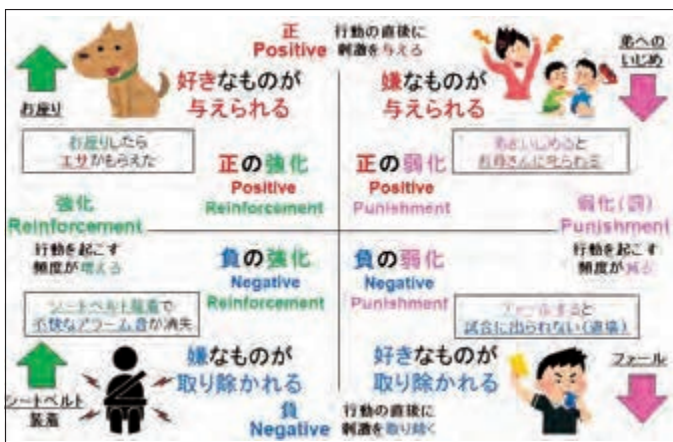 正
Positive
行動の直後に
刺激を与える
お座り
好きなものが
与えられる
嫌なものが
与えられる
弟への
いじめ
お座りしたら
エサがもらえた
弟をいじめると
お母さんに叱られる
正の強化
Positive
Reinforcement
正の弱化
Positive
Punishment
強化
Reinforcement
行動を起こす
頻度が増える
弱化(罰)
Punishment
行動を起こす
頻度が減る
負の強化
Negative
Reinforcement
負の弱化
Negative
Punishment
シートベルト装着で
不快なアラーム音が消失
ファールすると
試合に出られない(退場)
嫌なものが
取り除かれる
好きなものが
取り除かれる
シートベルト
装着
ファール
負
Negative
行動の直後に
刺激を取り除く